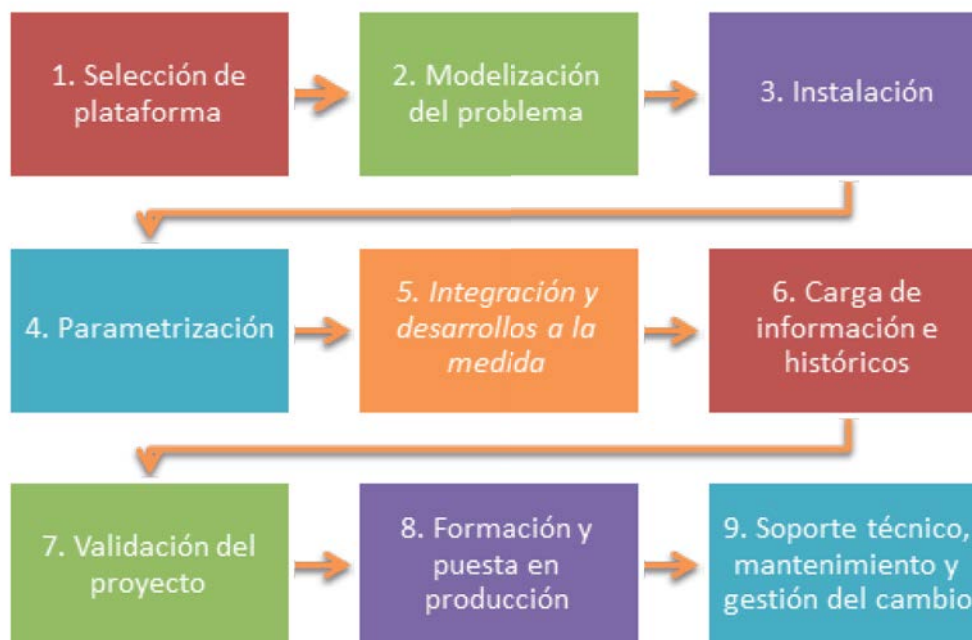 1. Selección de
plataforma
2. Modelización
del problema
3. Instalación
4. Parametrización
5. Integración y
desarrollos a la
medida
6. Carga de
información e
históricos
7. Validación del
proyecto
8. Formación y
puesta en
producción
9. Soporte técnico,
mantenimiento y
gestión del cambio